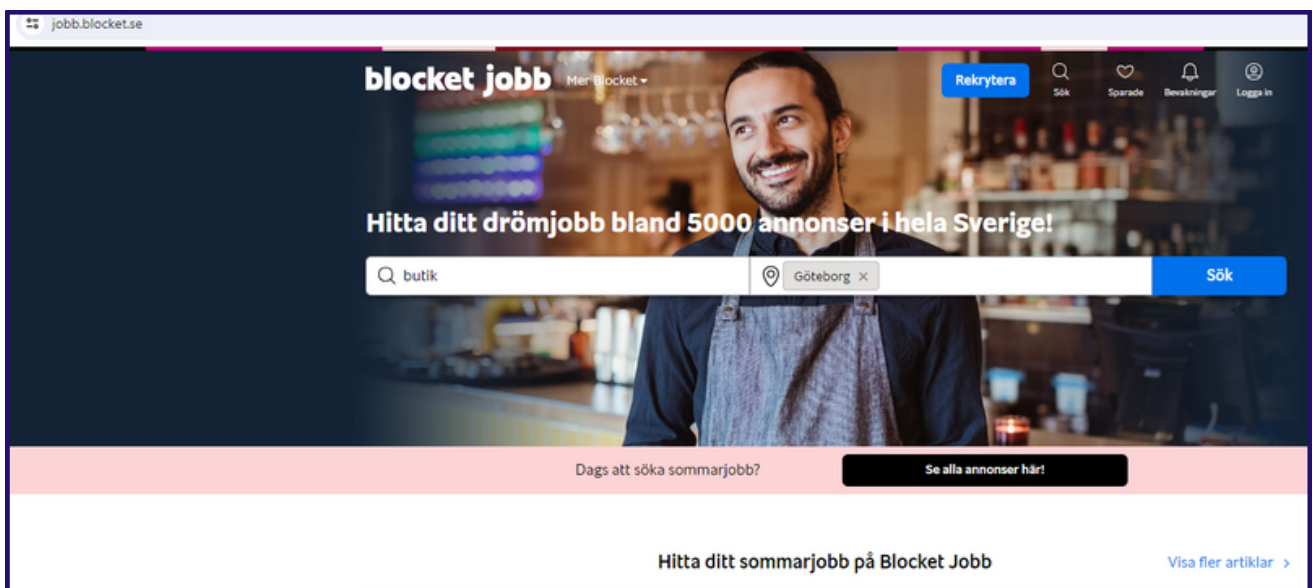 jobb.blocket.se
blocket jobb Mer Blocket Rekrytera
Sök Sparade Bevakningar Logga in
Hitta ditt drömjobb bland 5000 annonser i hela Sverige!
butik Göteborg × Sök
Dags att söka sommarjobb? Se alla annonser här!
Hitta ditt sommarjobb på Blocket Jobb Visa fler artiklar >